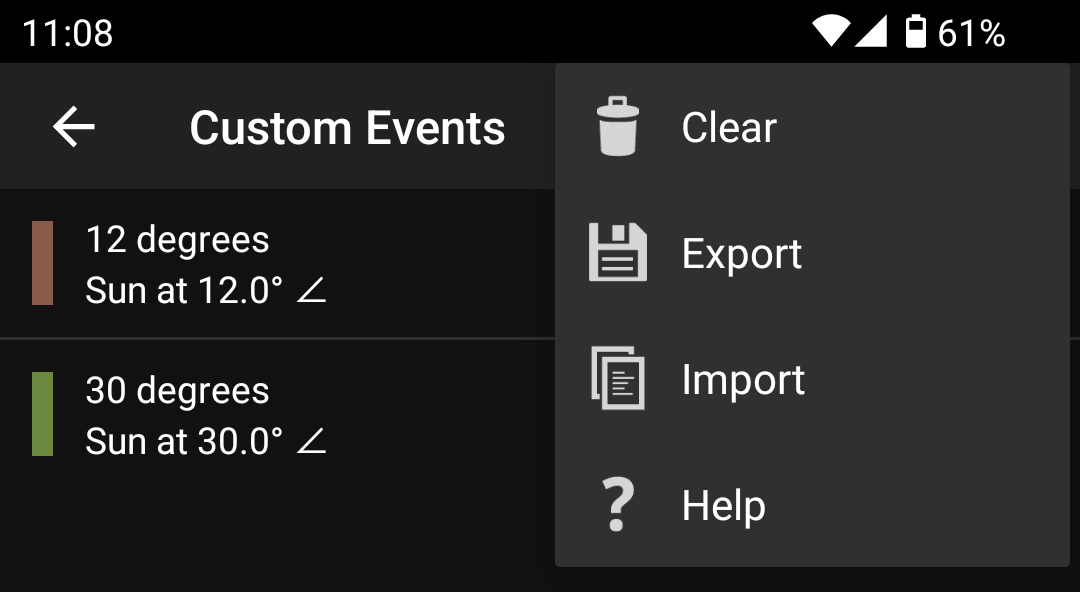 11:08
61%
Custom Events
12 degrees
Sun at 12.0° ∠
30 degrees
Sun at 30.0° ∠
Clear
Export
Import
Help